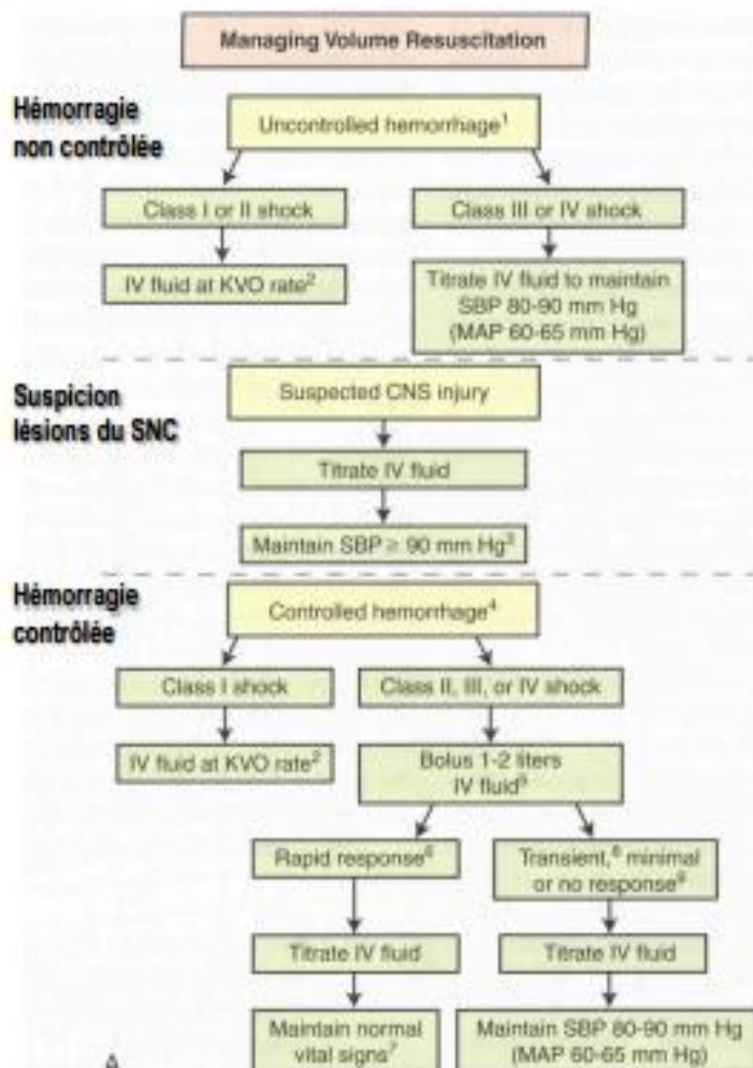 Managing Volume Resuscitation
Hémorragie
non contrôlée
Uncontrolled hemorrhage¹
Class I or II shock
Class III or IV shock
IV fluid at KVO rate²
Titrate IV fluid to maintain
SBP 80-90 mm Hg
(MAP 60-65 mm Hg)
Suspicion
lésions du SNC
Suspected CNS injury
Titrate IV fluid
Maintain SBP ≥ 90 mm Hg³
Hémorragie
contrôlée
Controlled hemorrhage⁴
Class I shock
Class II, III, or IV shock
IV fluid at KVO rate²
Bolus 1-2 liters
IV fluid⁵
Rapid response⁶
Transient,⁸ minimal
or no response⁹
Titrate IV fluid
Titrate IV fluid
Maintain normal
vital signs⁷
Maintain SBP 80-90 mm Hg
(MAP 60-65 mm Hg)
A